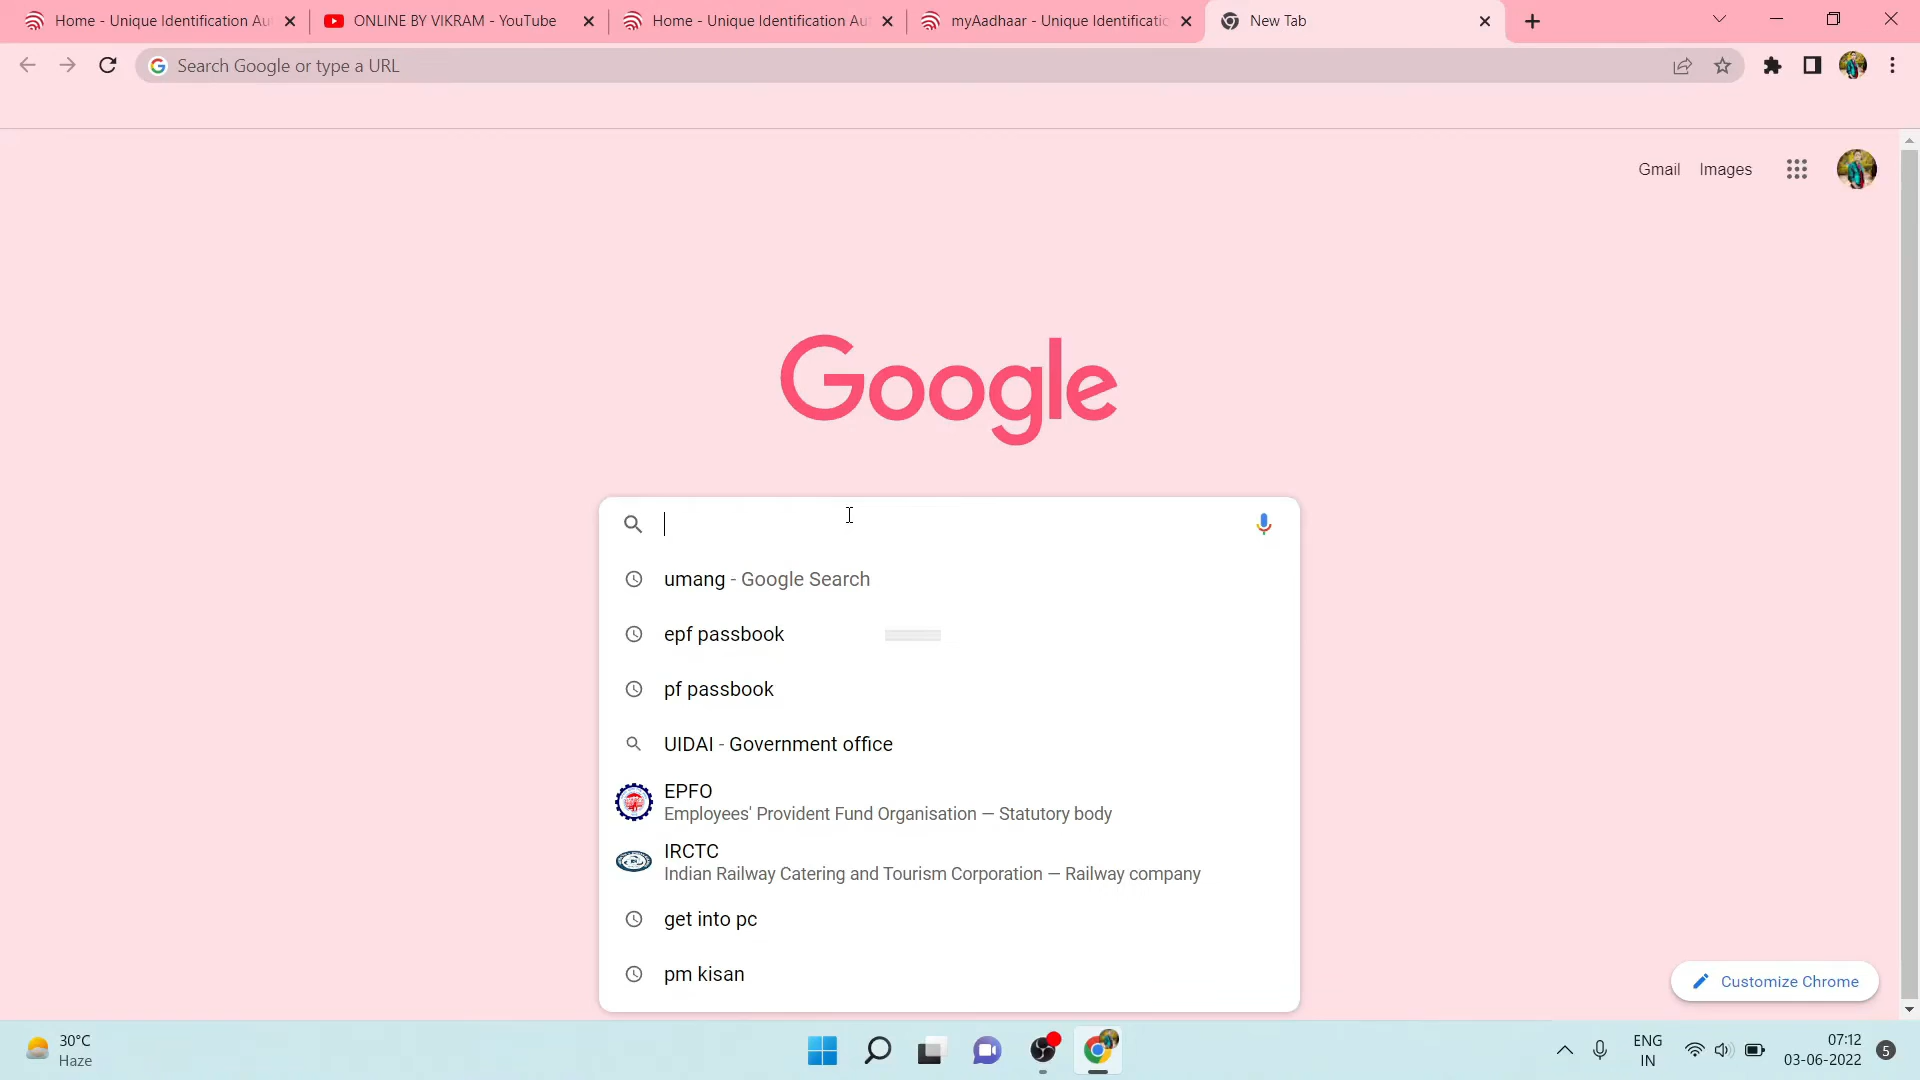 Home - Unique Identification Au
ONLINE BY VIKRAM - YouTube
Home - Unique Identification Au
myAadhaar - Unique Identificatio
New Tab
Search Google or type a URL
Gmail
Images
Google
umang - Google Search
epf passbook
pf passbook
UIDAI - Government office
EPFO
Employees' Provident Fund Organisation — Statutory body
IRCTC
Indian Railway Catering and Tourism Corporation — Railway company
get into pc
pm kisan
Customize Chrome
30°C
Haze
ENG
IN
07:12
03-06-2022
5